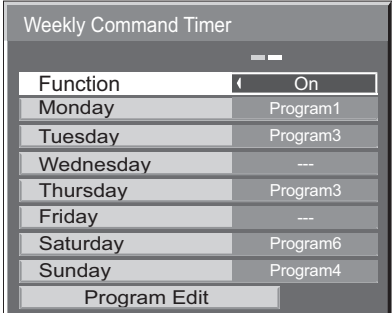 Weekly Command Timer
Function On
Monday Program1
Tuesday Program3
Wednesday ---
Thursday Program3
Friday ---
Saturday Program6
Sunday Program4
Program Edit